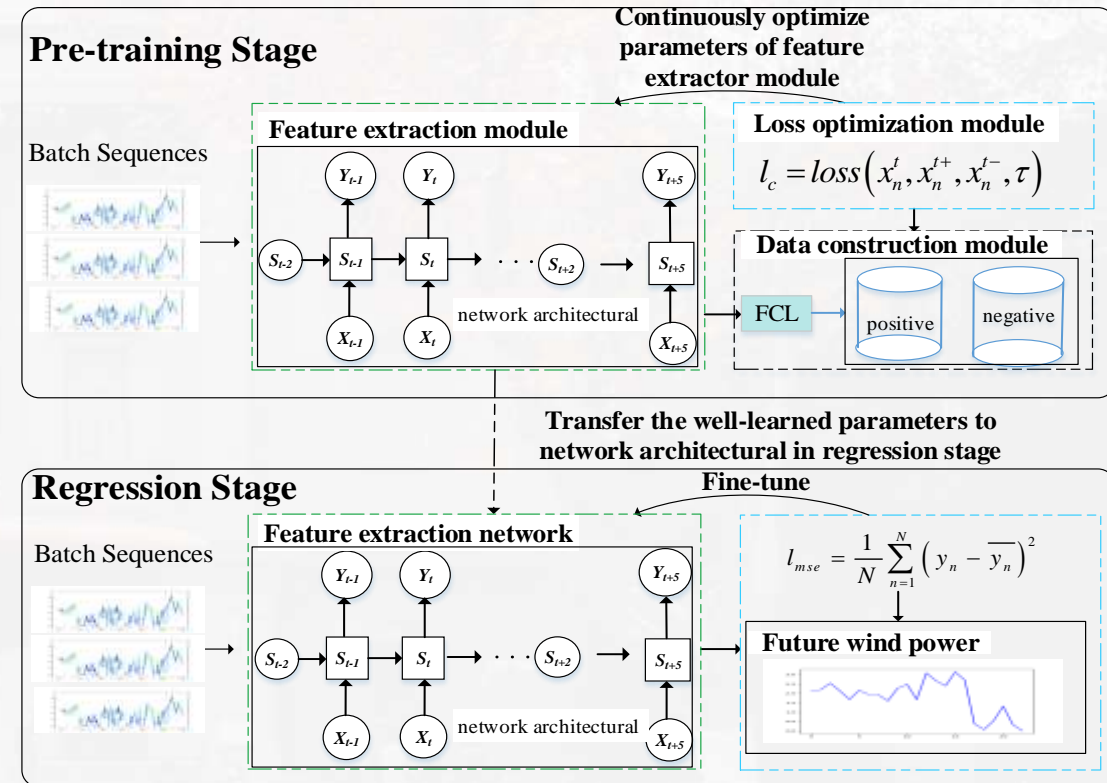 Pre-training Stage
Continuously optimize
parameters of feature
extractor module
Batch Sequences
Feature extraction module
Y_{t-1}
Y_t
Y_{t+5}
S_{t-2}
S_{t-1}
S_t
· · ·
S_{t+2}
S_{t+5}
network architectural
X_{t-1}
X_t
X_{t+5}
Loss optimization module
l_c = loss(x_n^t, x_n^{t+}, x_n^{t-}, τ)
Data construction module
FCL
positive
negative
Transfer the well-learned parameters to
network architectural in regression stage
Regression Stage
Fine-tune
Batch Sequences
Feature extraction network
Y_{t-1}
Y_t
Y_{t+5}
S_{t-2}
S_{t-1}
S_t
· · ·
S_{t+2}
S_{t+5}
network architectural
X_{t-1}
X_t
X_{t+5}
l_{mse} = \frac{1}{N} \sum_{n=1}^{N} (y_n - \overline{y_n})^2
Future wind power